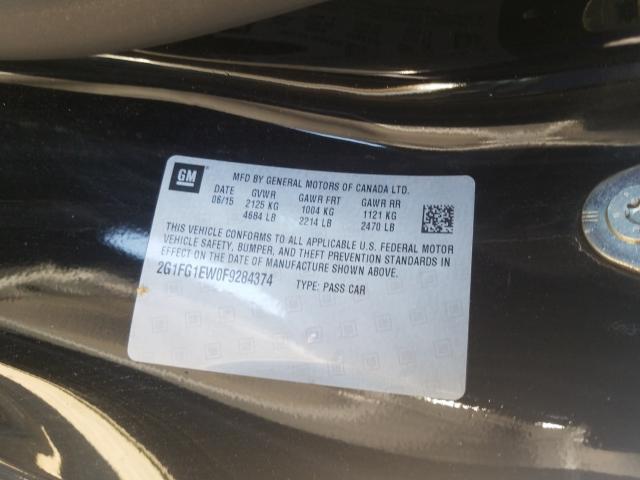 GM
MFD BY GENERAL MOTORS OF CANADA LTD.
DATE GVWR GAWR FRT GAWR RR
06/15 2125 KG 1004 KG 1121 KG
4684 LB 2214 LB 2470 LB
THIS VEHICLE CONFORMS TO ALL APPLICABLE U.S. FEDERAL MOTOR
VEHICLE SAFETY, BUMPER, AND THEFT PREVENTION STANDARDS IN
EFFECT ON THE DATE OF MANUFACTURE SHOWN ABOVE.
2G1FG1EW0F9284374 TYPE: PASS CAR